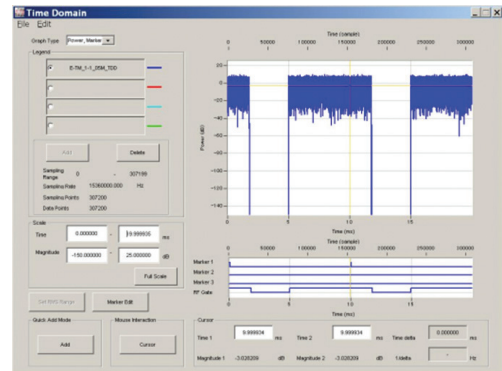 Time Domain
File Edit
Graph Type Power, Marker
Legend
E-TM_1-1_05M_TDD
Add Delete
Sampling Range 0 - 307199
Sampling Rate 15360000.000 Hz
Sampling Points 307200
Data Points 307200
Scale
Time 0.000000 - ms
Magnitude -150.000000 - 25.000000 dB
Full Scale
Set RMS Range Marker Edit
Quick Add Mode Mouse Interaction
Add Cursor
Time (sample)
0 50000 100000 150000 200000 250000 300000
Power (dB)
20
0
-20
-40
-60
-80
-100
-120
-140
0 5 10 15
Time (ms)
Time (sample)
0 50000 100000 150000 200000 250000 300000
Marker 1
Marker 2
Marker 3
RF Gate
0 5 10 15
Time (ms)
Cursor
Time 1 9.999934 ms Time 2 9.999934 ms Time delta 0.000000 ms
Magnitude 1 -3.028209 dB Magnitude 2 -3.028209 dB 1/delta - Hz